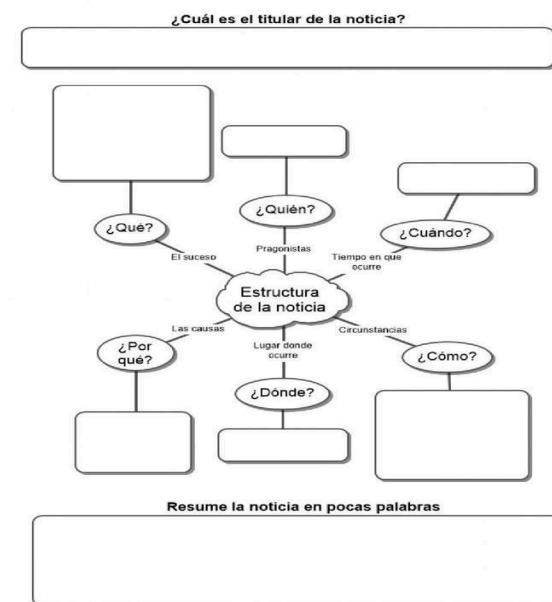 ¿Cuál es el titular de la noticia?
¿Qué?
¿Quién?
¿Cuándo?
El suceso
Pragonistas
Tiempo en que
ocurre
Estructura
de la noticia
Las causas
Lugar donde
ocurre
Circunstancias
¿Por
qué?
¿Dónde?
¿Cómo?
Resume la noticia en pocas palabras